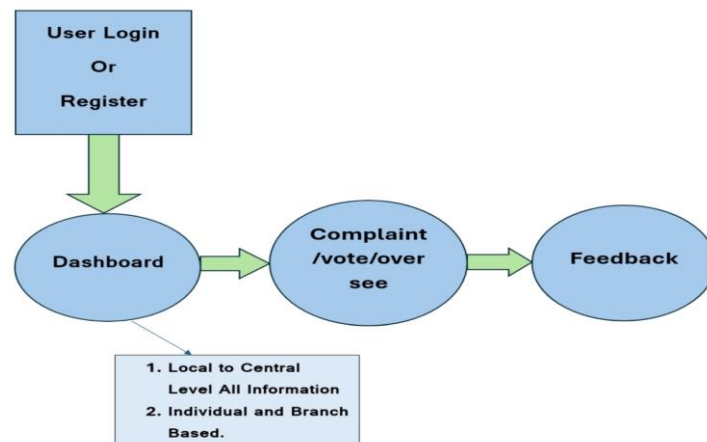 User Login
Or
Register
Dashboard
Complaint
/vote/over
see
Feedback
1. Local to Central
Level All Information
2. Individual and Branch
Based.